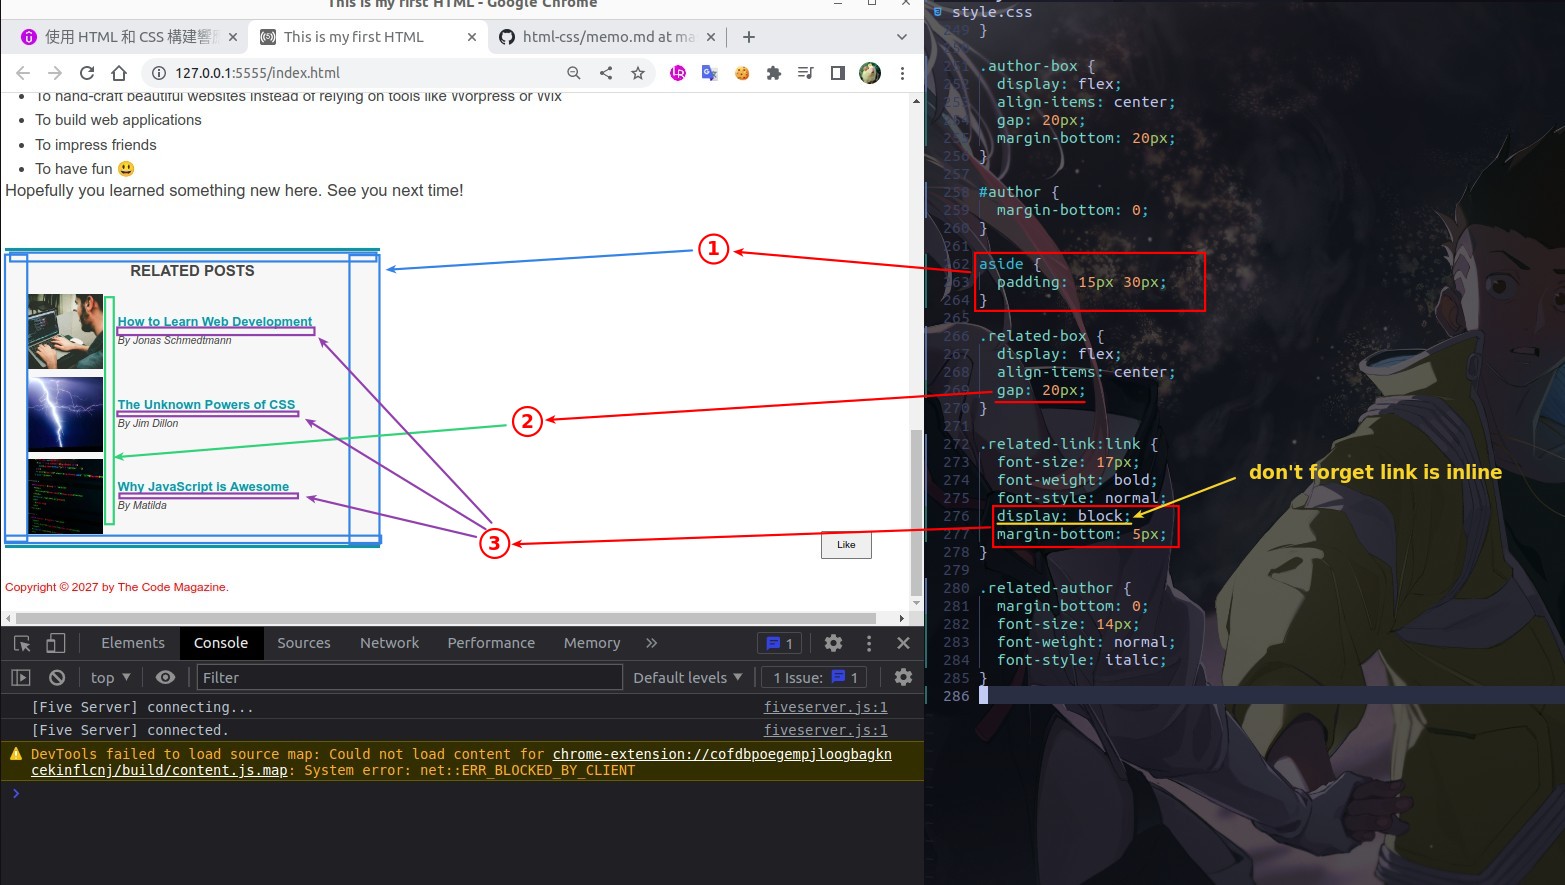 This is my first HTML - Google Chrome
使用 HTML 和 CSS 構建響應
This is my first HTML
html-css/memo.md at ma
127.0.0.1:5555/index.html
To hand-craft beautiful websites instead of relying on tools like Worpress or Wix
To build web applications
To impress friends
To have fun 😃
Hopefully you learned something new here. See you next time!
1
RELATED POSTS
How to Learn Web Development
By Jonas Schmedtmann
The Unknown Powers of CSS
By Jim Dillon
2
Why JavaScript is Awesome
By Matilda
3
Like
Copyright © 2027 by The Code Magazine.
Elements Console Sources Network Performance Memory » 1
top Filter Default levels 1 Issue: 1
[Five Server] connecting... fiveserver.js:1
[Five Server] connected. fiveserver.js:1
DevTools failed to load source map: Could not load content for chrome-extension://cofdbpoegempjloogbagkn
cekinflcnj/build/content.js.map: System error: net::ERR_BLOCKED_BY_CLIENT
style.css
249 }
.author-box {
display: flex;
align-items: center;
gap: 20px;
margin-bottom: 20px;
256 }
257
258 #author {
259 margin-bottom: 0;
260 }
261
262 aside {
263 padding: 15px 30px;
264 }
265
266 .related-box {
267 display: flex;
268 align-items: center;
269 gap: 20px;
270 }
271
272 .related-link:link {
273 font-size: 17px;
274 font-weight: bold;
275 font-style: normal;
276 display: block;
277 margin-bottom: 5px;
278 }
279
280 .related-author {
281 margin-bottom: 0;
282 font-size: 14px;
283 font-weight: normal;
284 font-style: italic;
285 }
286
don't forget link is inline